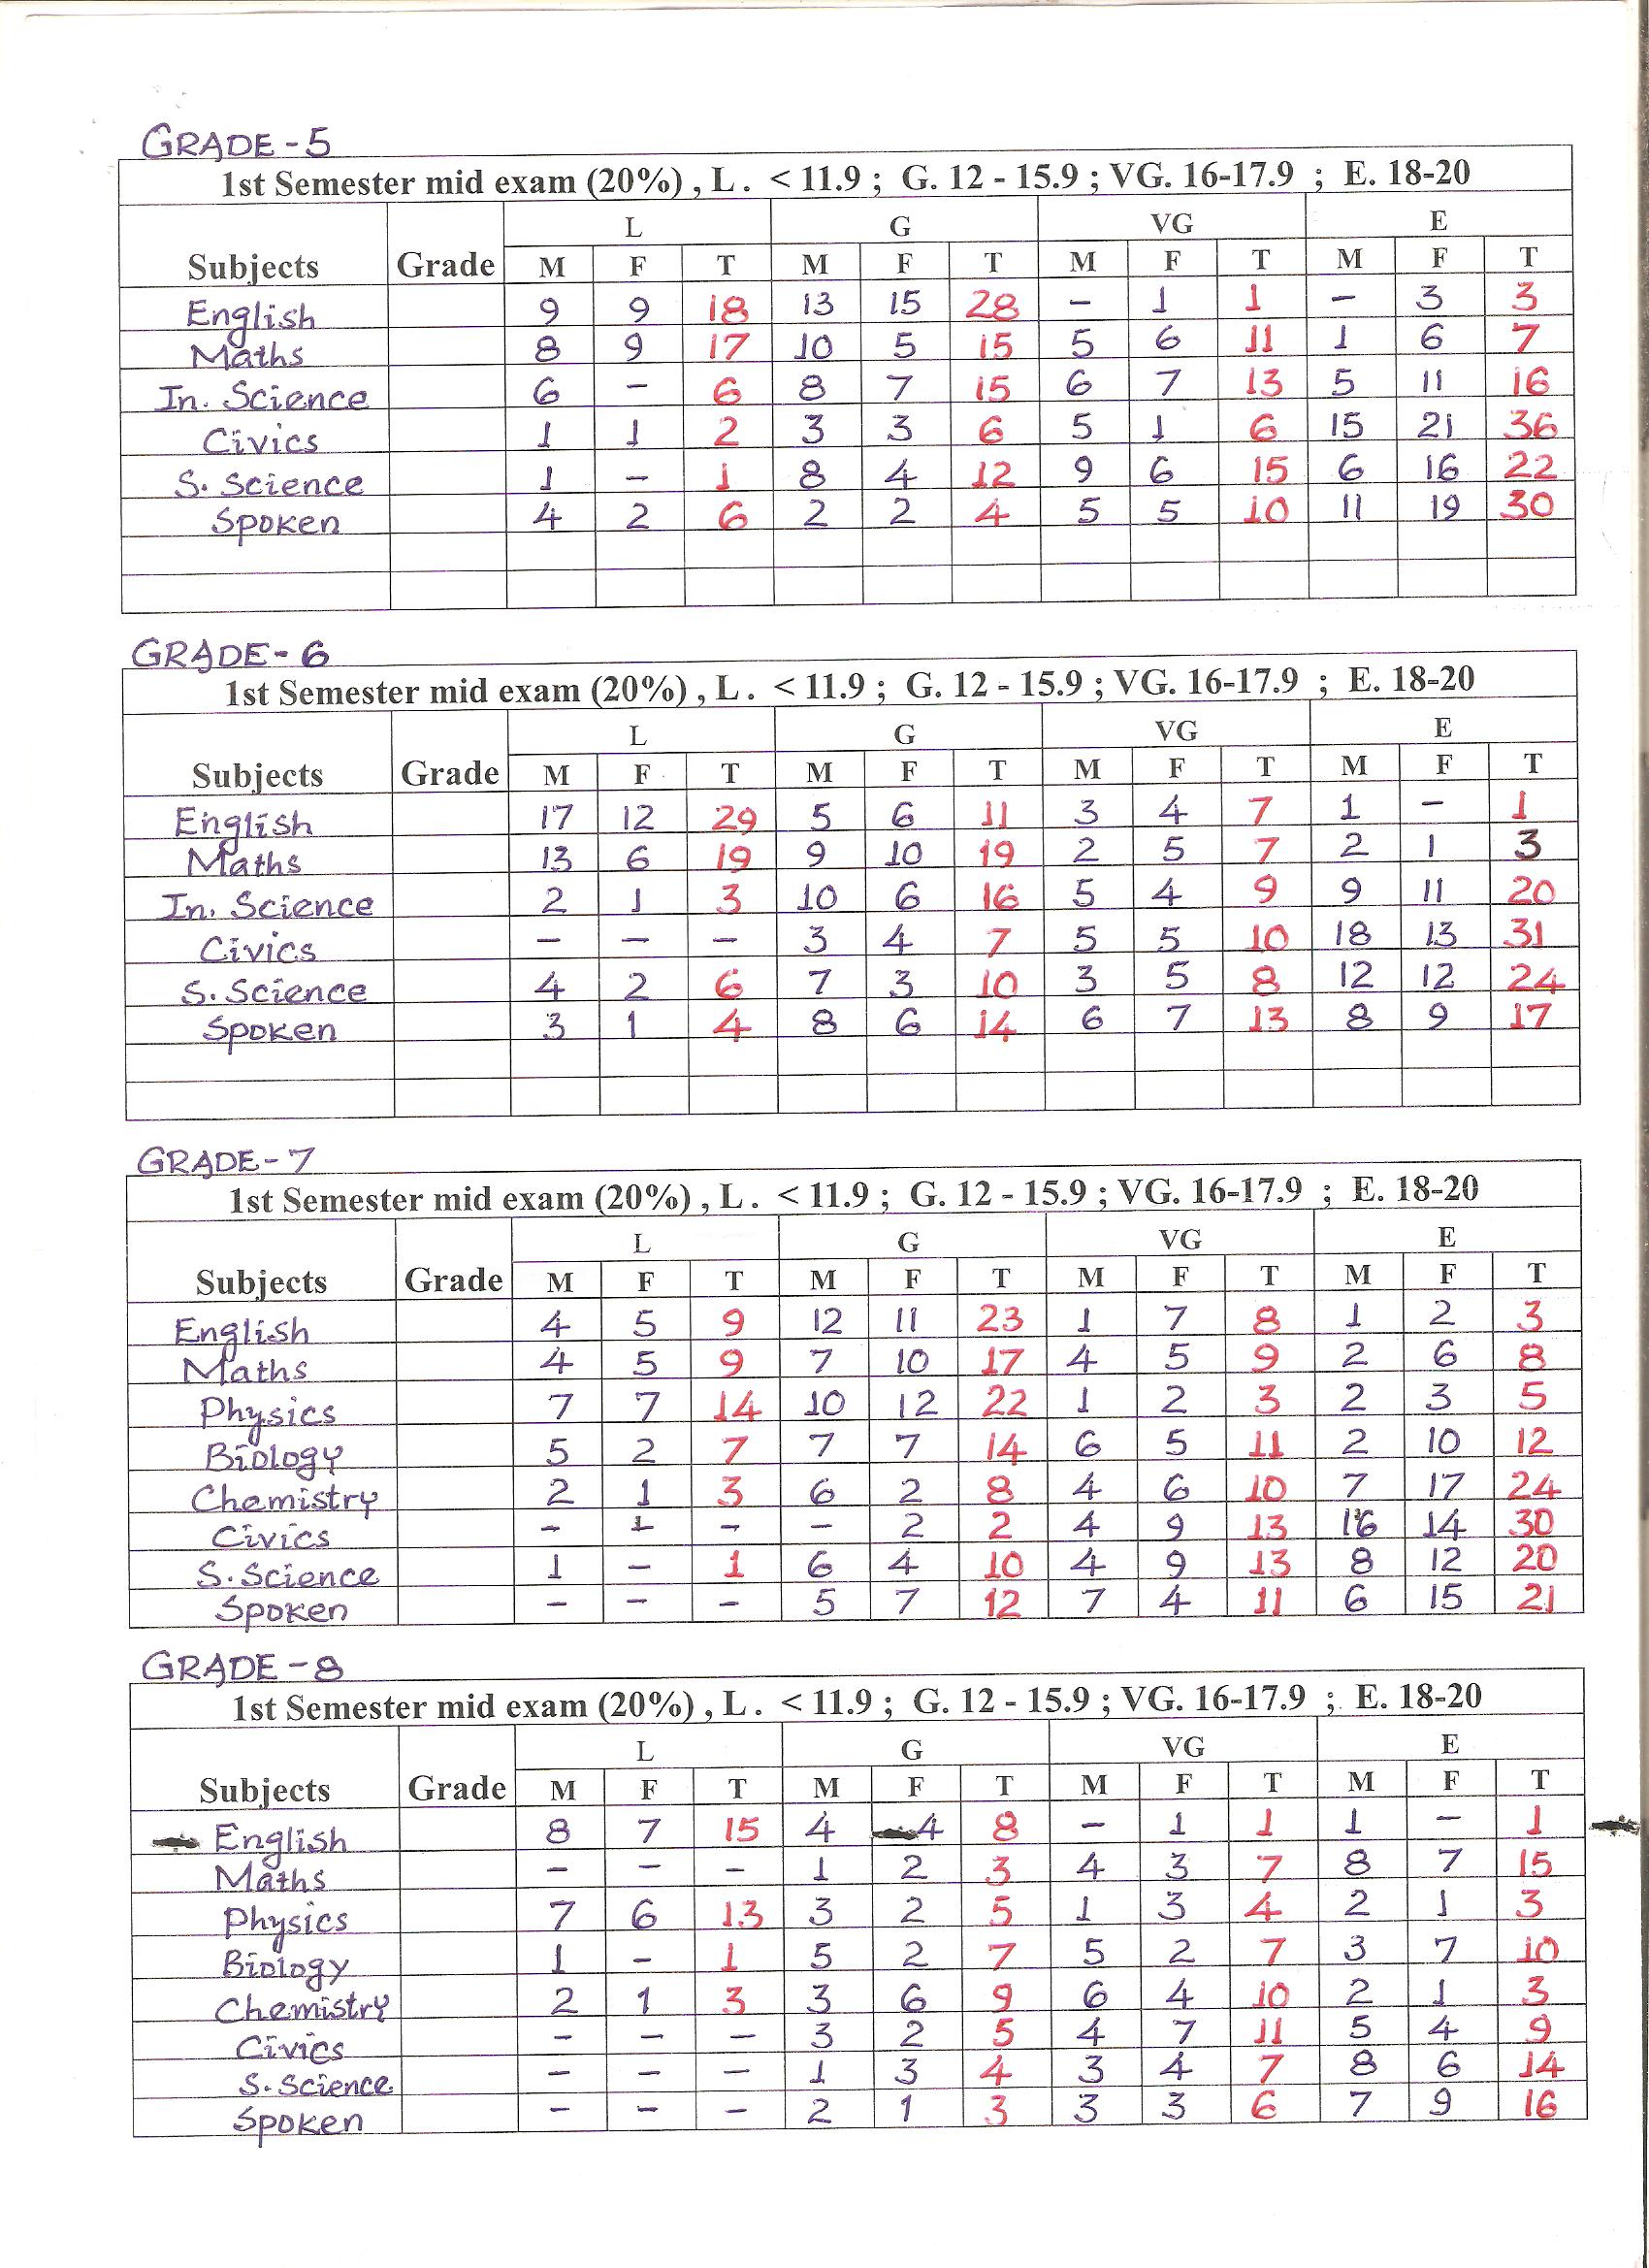 GRADE - 5
1st Semester mid exam (20%) , L . < 11.9 ; G. 12 - 15.9 ; VG. 16-17.9 ; E. 18-20
L G VG E
Subjects Grade M F T M F T M F T M F T
English 9 9 18 13 15 28 - 1 1 - 3 3
Maths 8 9 17 10 5 15 5 6 11 1 6 7
In. Science 6 - 6 8 7 15 6 7 13 5 11 16
Civics 1 1 2 3 3 6 5 1 6 15 21 36
S. Science 1 - 1 8 4 12 9 6 15 6 16 22
Spoken 4 2 6 2 2 4 5 5 10 11 19 30
GRADE - 6
1st Semester mid exam (20%) , L . < 11.9 ; G. 12 - 15.9 ; VG. 16-17.9 ; E. 18-20
L G VG E
Subjects Grade M F T M F T M F T M F T
English 17 12 29 5 6 11 3 4 7 1 - 1
Maths 13 6 19 9 10 19 2 5 7 2 1 3
In. Science 2 1 3 10 6 16 5 4 9 9 11 20
Civics - - - 3 4 7 5 5 10 18 13 31
S. Science 4 2 6 7 3 10 3 5 8 12 12 24
Spoken 3 1 4 8 6 14 6 7 13 8 9 17
GRADE - 7
1st Semester mid exam (20%) , L . < 11.9 ; G. 12 - 15.9 ; VG. 16-17.9 ; E. 18-20
L G VG E
Subjects Grade M F T M F T M F T M F T
English 4 5 9 12 11 23 1 7 8 1 2 3
Maths 4 5 9 7 10 17 4 5 9 2 6 8
Physics 7 7 14 10 12 22 1 2 3 2 3 5
Biology 5 2 7 7 7 14 6 5 11 2 10 12
Chemistry 2 1 3 6 2 8 4 6 10 7 17 24
Civics - - - - 2 2 4 9 13 16 14 30
S. Science 1 - 1 6 4 10 4 9 13 8 12 20
Spoken - - - 5 7 12 7 4 11 6 15 21
GRADE - 8
1st Semester mid exam (20%) , L . < 11.9 ; G. 12 - 15.9 ; VG. 16-17.9 ; E. 18-20
L G VG E
Subjects Grade M F T M F T M F T M F T
English 8 7 15 4 4 8 - 1 1 1 - 1
Maths - - - 1 2 3 4 3 7 8 7 15
Physics 7 6 13 3 2 5 1 3 4 2 1 3
Biology 1 - 1 5 2 7 5 2 7 3 7 10
Chemistry 2 1 3 3 6 9 6 4 10 2 1 3
Civics - - - 3 2 5 4 7 11 5 4 9
S. Science - - - 1 3 4 3 4 7 8 6 14
Spoken - - - 2 1 3 3 3 6 7 9 16